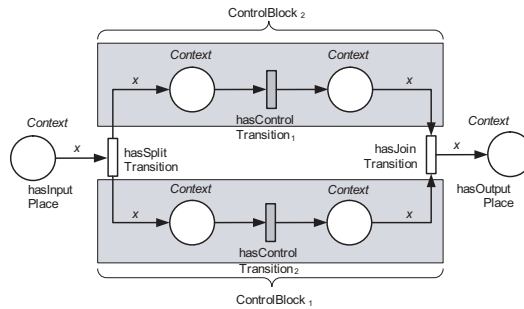 ControlBlock 2
Context
Context
x
x
hasControl
Transition1
Context
x
hasInput
Place
hasSplit
Transition
hasJoin
Transition
x
Context
hasOutput
Place
Context
Context
x
x
hasControl
Transition2
ControlBlock 1